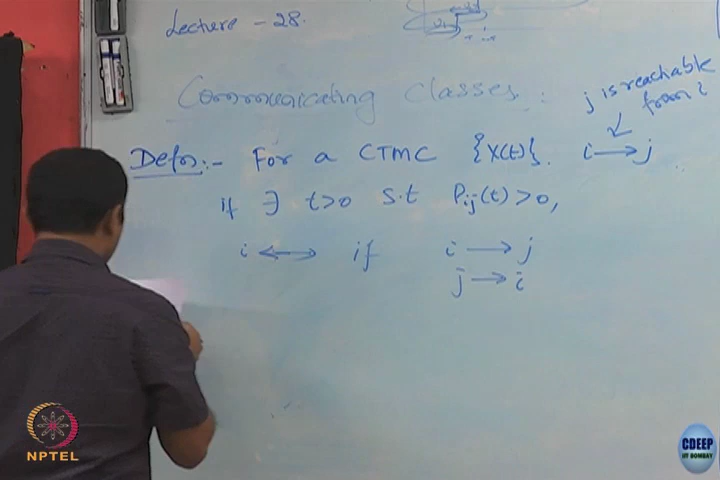 Lecture - 28.
Communicating Classes :
j is reachable
from i
Defn:- For a CTMC {X(t)}. i → j
if ∃ t>0 s.t Pij(t) > 0,
i ↔ if i → j
j → i
NPTEL
CDEEP
IIT BOMBAY